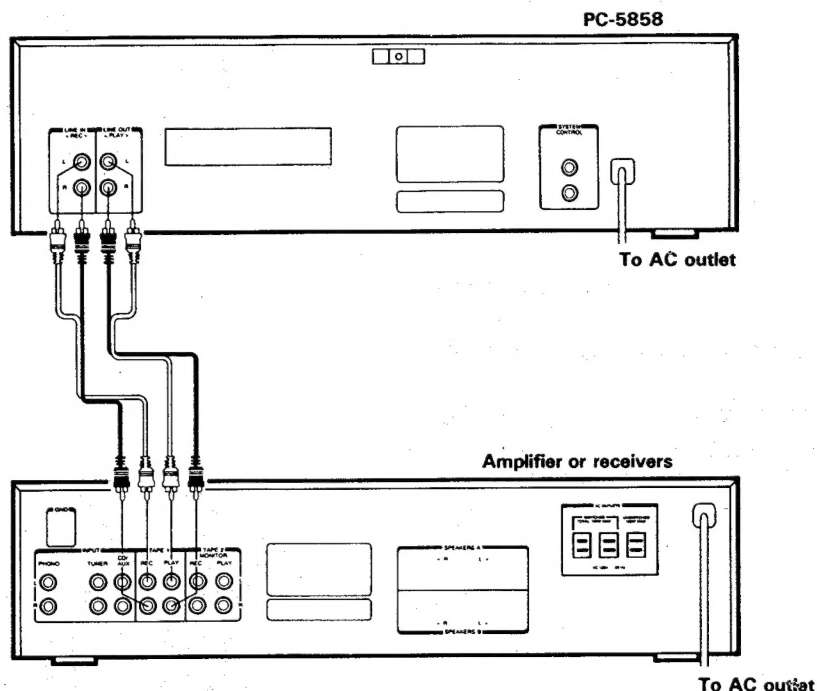 PC-5858
LINE IN
LINE OUT
REC
PLAY
L
L
R
R
SYSTEM
CONTROL
To AC outlet
Amplifier or receivers
GND
INPUT
TAPE 1
TAPE 2
MONITOR
PHONO
TUNER
CD/
AUX
REC
PLAY
REC
PLAY
L
R
R
SPEAKERS A
R L
R L
SPEAKERS B
AC OUTLETS
SWITCHED
UNSWITCHED
To AC outlet